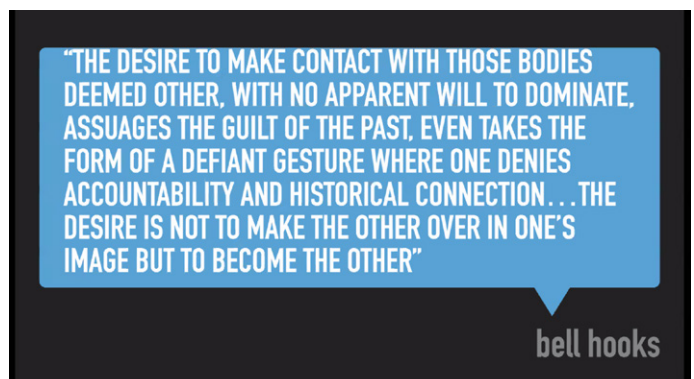 “THE DESIRE TO MAKE CONTACT WITH THOSE BODIES
DEEMED OTHER, WITH NO APPARENT WILL TO DOMINATE,
ASSUAGES THE GUILT OF THE PAST, EVEN TAKES THE
FORM OF A DEFIANT GESTURE WHERE ONE DENIES
ACCOUNTABILITY AND HISTORICAL CONNECTION...THE
DESIRE IS NOT TO MAKE THE OTHER OVER IN ONE’S
IMAGE BUT TO BECOME THE OTHER”
bell hooks